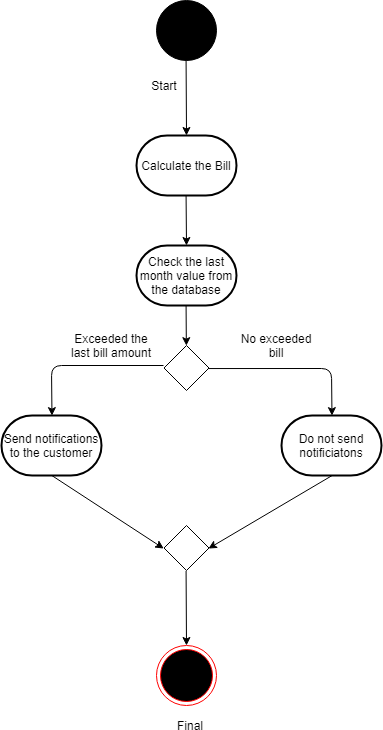 Start
Calculate the Bill
Check the last
month value from
the database
Exceeded the
last bill amount
No exceeded
bill
Send notifications
to the customer
Do not send
notificiatons
Final